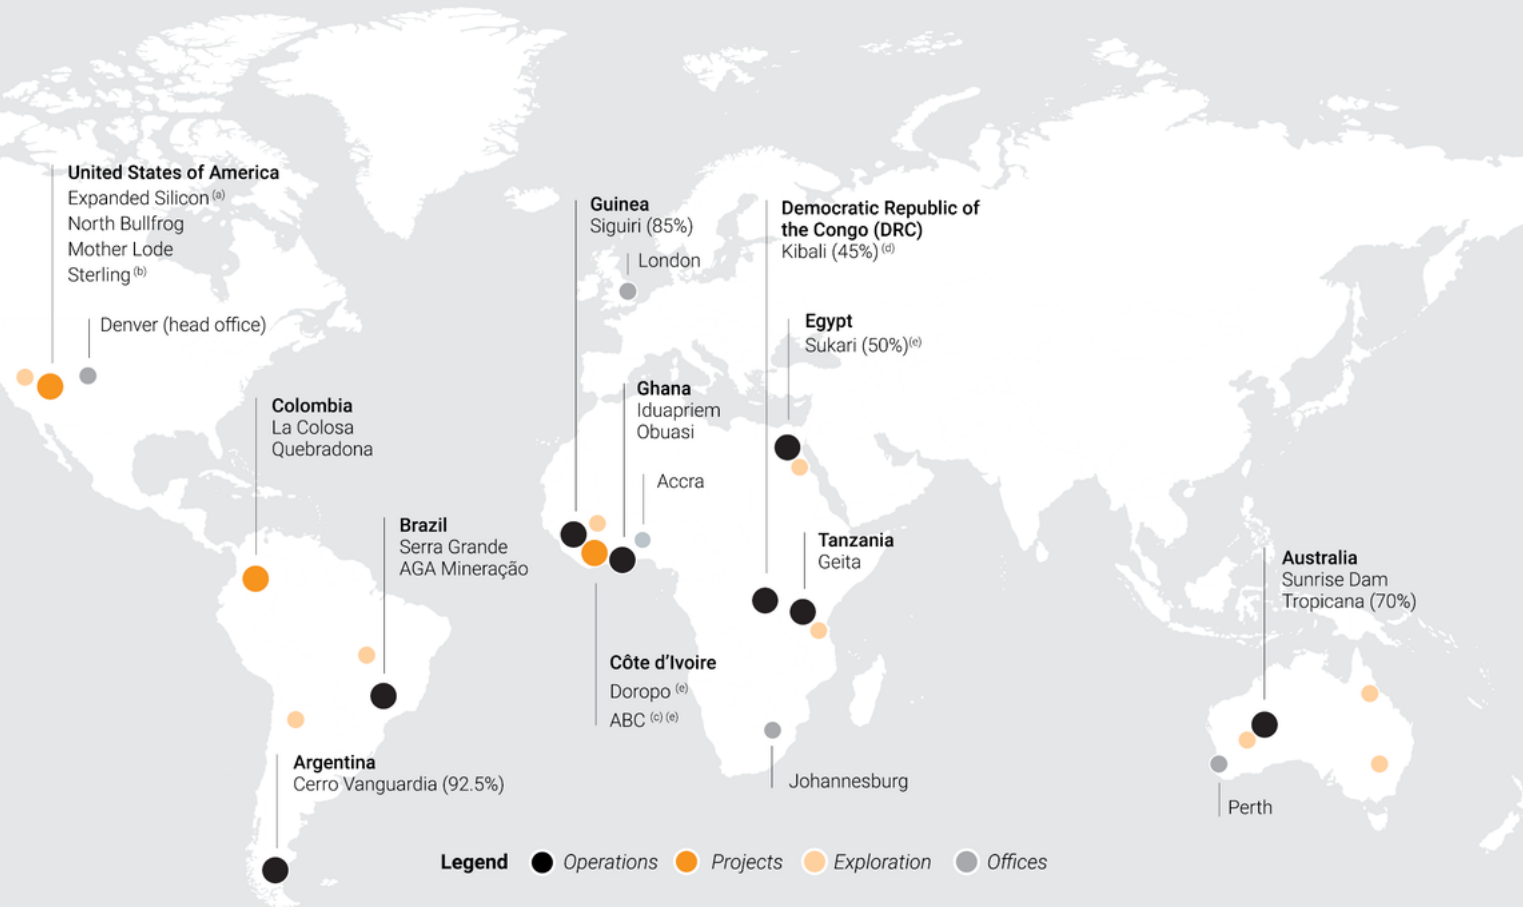 United States of America
Expanded Silicon (a)
North Bullfrog
Mother Lode
Sterling (b)
Denver (head office)
Colombia
La Colosa
Quebradona
Brazil
Serra Grande
AGA Mineração
Argentina
Cerro Vanguardia (92.5%)
Guinea
Siguiri (85%)
London
Ghana
Iduapriem
Obuasi
Accra
Côte d’Ivoire
Doropo (e)
ABC (c) (e)
Democratic Republic of
the Congo (DRC)
Kibali (45%) (d)
Egypt
Sukari (50%)(e)
Tanzania
Geita
Johannesburg
Australia
Sunrise Dam
Tropicana (70%)
Perth
Legend Operations Projects Exploration Offices